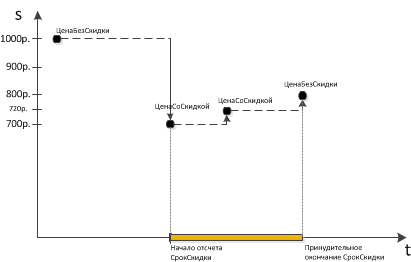 S
ЦенаБезСкидки
1000р.
900р.
ЦенаБезСкидки
800р.
ЦенаСоСкидкой
ЦенаСоСкидкой
720р.
700р.
t
Начало отсчета
СрокСкидки
Принудительное
окончание СрокСкидки